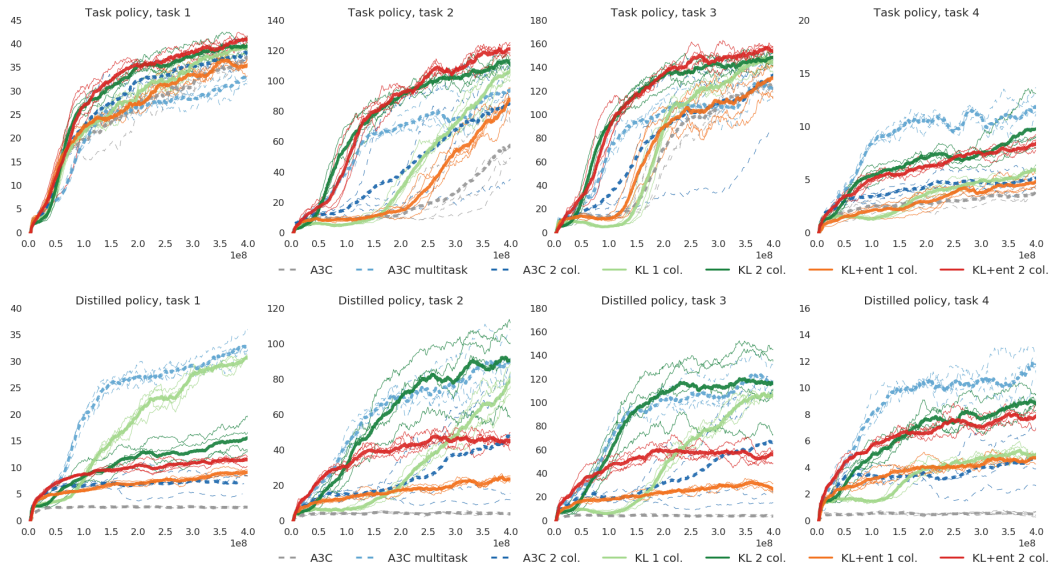 Task policy, task 1
45
40
35
30
25
20
15
10
5
0
0.0 0.5 1.0 1.5 2.0 2.5 3.0 3.5 4.0
1e8
Task policy, task 2
140
120
100
80
60
40
20
0
0.0 0.5 1.0 1.5 2.0 2.5 3.0 3.5 4.0
1e8
Task policy, task 3
180
160
140
120
100
80
60
40
20
0
0.0 0.5 1.0 1.5 2.0 2.5 3.0 3.5 4.0
1e8
Task policy, task 4
20
15
10
5
0
0.0 0.5 1.0 1.5 2.0 2.5 3.0 3.5 4.0
1e8
A3C A3C multitask A3C 2 col. KL 1 col. KL 2 col. KL+ent 1 col. KL+ent 2 col.
Distilled policy, task 1
40
35
30
25
20
15
10
5
0
0.0 0.5 1.0 1.5 2.0 2.5 3.0 3.5 4.0
1e8
Distilled policy, task 2
120
100
80
60
40
20
0
0.0 0.5 1.0 1.5 2.0 2.5 3.0 3.5 4.0
1e8
Distilled policy, task 3
180
160
140
120
100
80
60
40
20
0
0.0 0.5 1.0 1.5 2.0 2.5 3.0 3.5 4.0
1e8
Distilled policy, task 4
16
14
12
10
8
6
4
2
0
0.0 0.5 1.0 1.5 2.0 2.5 3.0 3.5 4.0
1e8
A3C A3C multitask A3C 2 col. KL 1 col. KL 2 col. KL+ent 1 col. KL+ent 2 col.